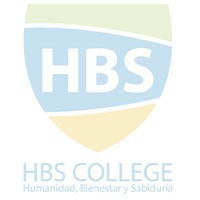 HBS
HBS COLLEGE
Humanidad, Bienestar y Sabiduría